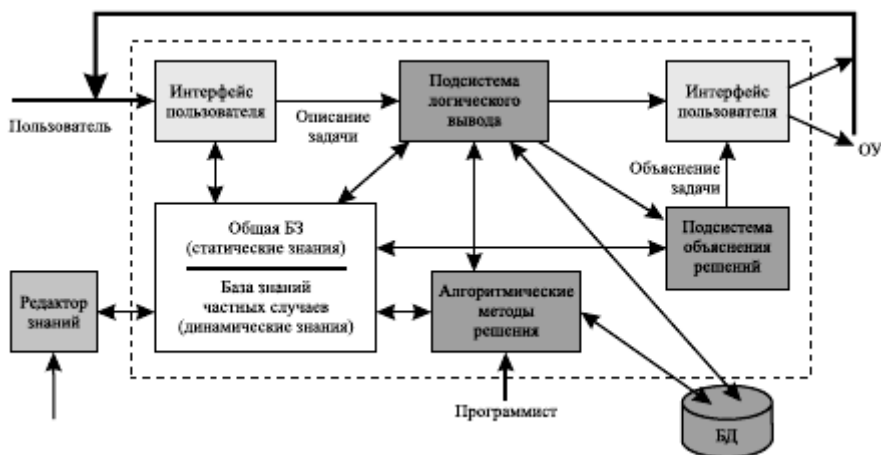 Интерфейс
пользователя
Подсистема
логического
вывода
Интерфейс
пользователя
Пользователь
Описание
задачи
ОУ
Объяснение
задачи
Общая БЗ
(статические знания)
База знаний
частных случаев
(динамические знания)
Подсистема
объяснения
решений
Редактор
знаний
Алгоритмические
методы
решения
Программист
БД